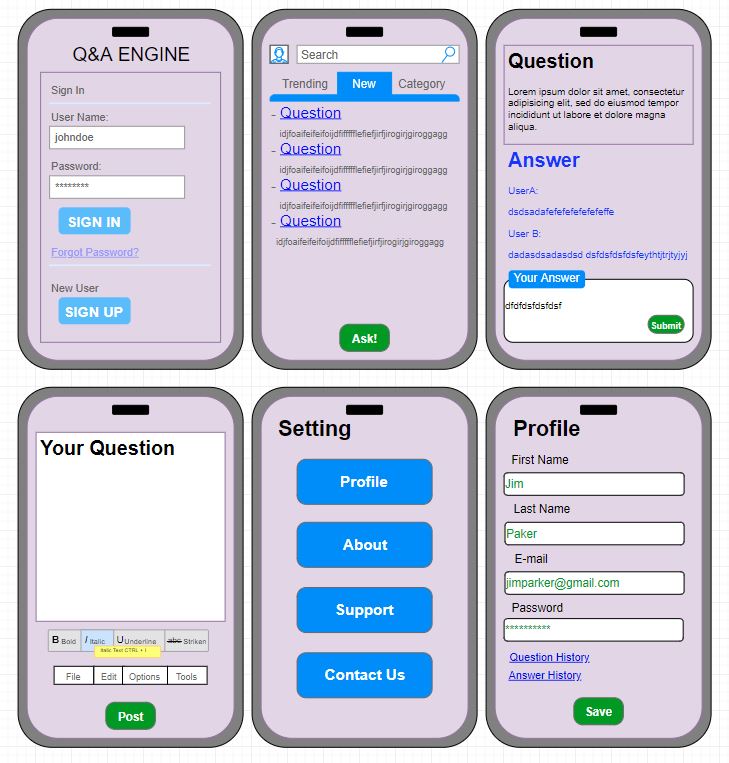 Q&A ENGINE
Sign In
User Name:
johndoe
Password:
********
SIGN IN
Forgot Password?
New User
SIGN UP
Search
Trending New Category
- Question
idjfoaifeifeifoijdfiffffflefiefjirfjirogirjgiroggagg
- Question
idjfoaifeifeifoijdfiffffflefiefjirfjirogirjgiroggagg
- Question
idjfoaifeifeifoijdfiffffflefiefjirfjirogirjgiroggagg
- Question
idjfoaifeifeifoijdfiffffflefiefjirfjirogirjgiroggagg
Ask!
Question
Lorem ipsum dolor sit amet, consectetur
adipisicing elit, sed do eiusmod tempor
incididunt ut labore et dolore magna
aliqua.
Answer
UserA:
dsdsadafefefefefefefeffe
User B:
dadasdsadasdsd dsfdsfdsfdsfeythtjtrjtyjyj
Your Answer
dfdfdsfdsfdsf
Submit
Your Question
B Bold I Italic U Underline abc Striken
Italic Text CTRL + I
File Edit Options Tools
Post
Setting
Profile
About
Support
Contact Us
Profile
First Name
Jim
Last Name
Paker
E-mail
jimparker@gmail.com
Password
**********
Question History
Answer History
Save